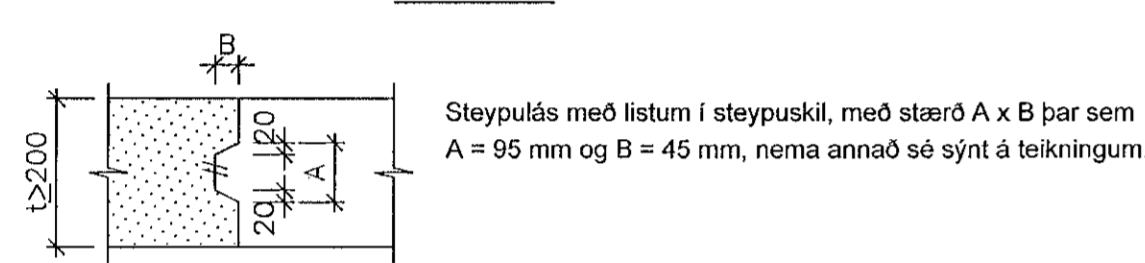 B
Steypulás með listum í steypuskil, með stærð A x B þar sem
A = 95 mm og B = 45 mm, nema annað sé sýnt á teikningum
t≥200
20
A
20